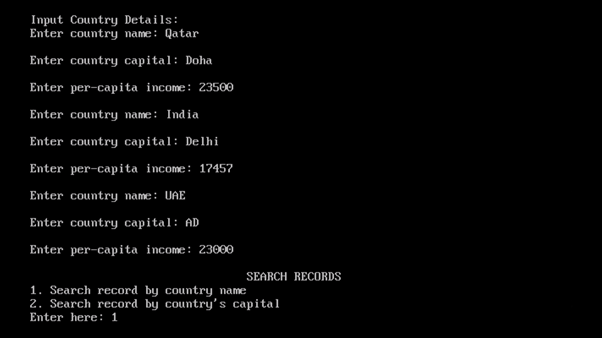 Input Country Details:
Enter country name: Qatar
Enter country capital: Doha
Enter per-capita income: 23500
Enter country name: India
Enter country capital: Delhi
Enter per-capita income: 17457
Enter country name: UAE
Enter country capital: AD
Enter per-capita income: 23000
SEARCH RECORDS
1. Search record by country name
2. Search record by country's capital
Enter here: 1